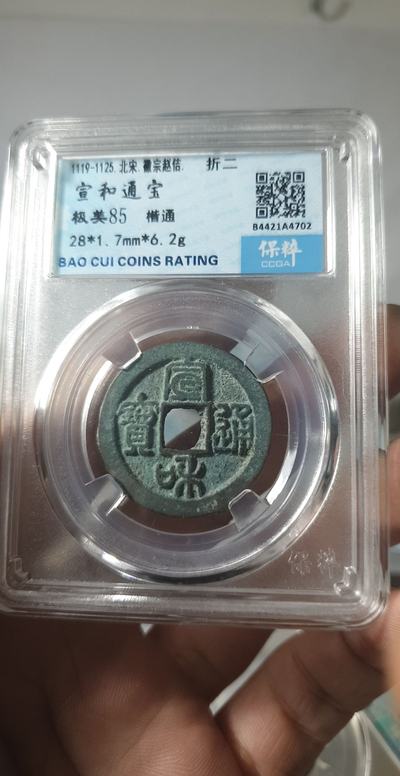 1119-1125. 北宋. 徽宗赵佶. 折二
宣和通宝
极美85 楷通
28*1.7mm*6.2g
BAO CUI COINS RATING
B4421A4702
保粹
CCGA
宣
寳 通
和
保粹